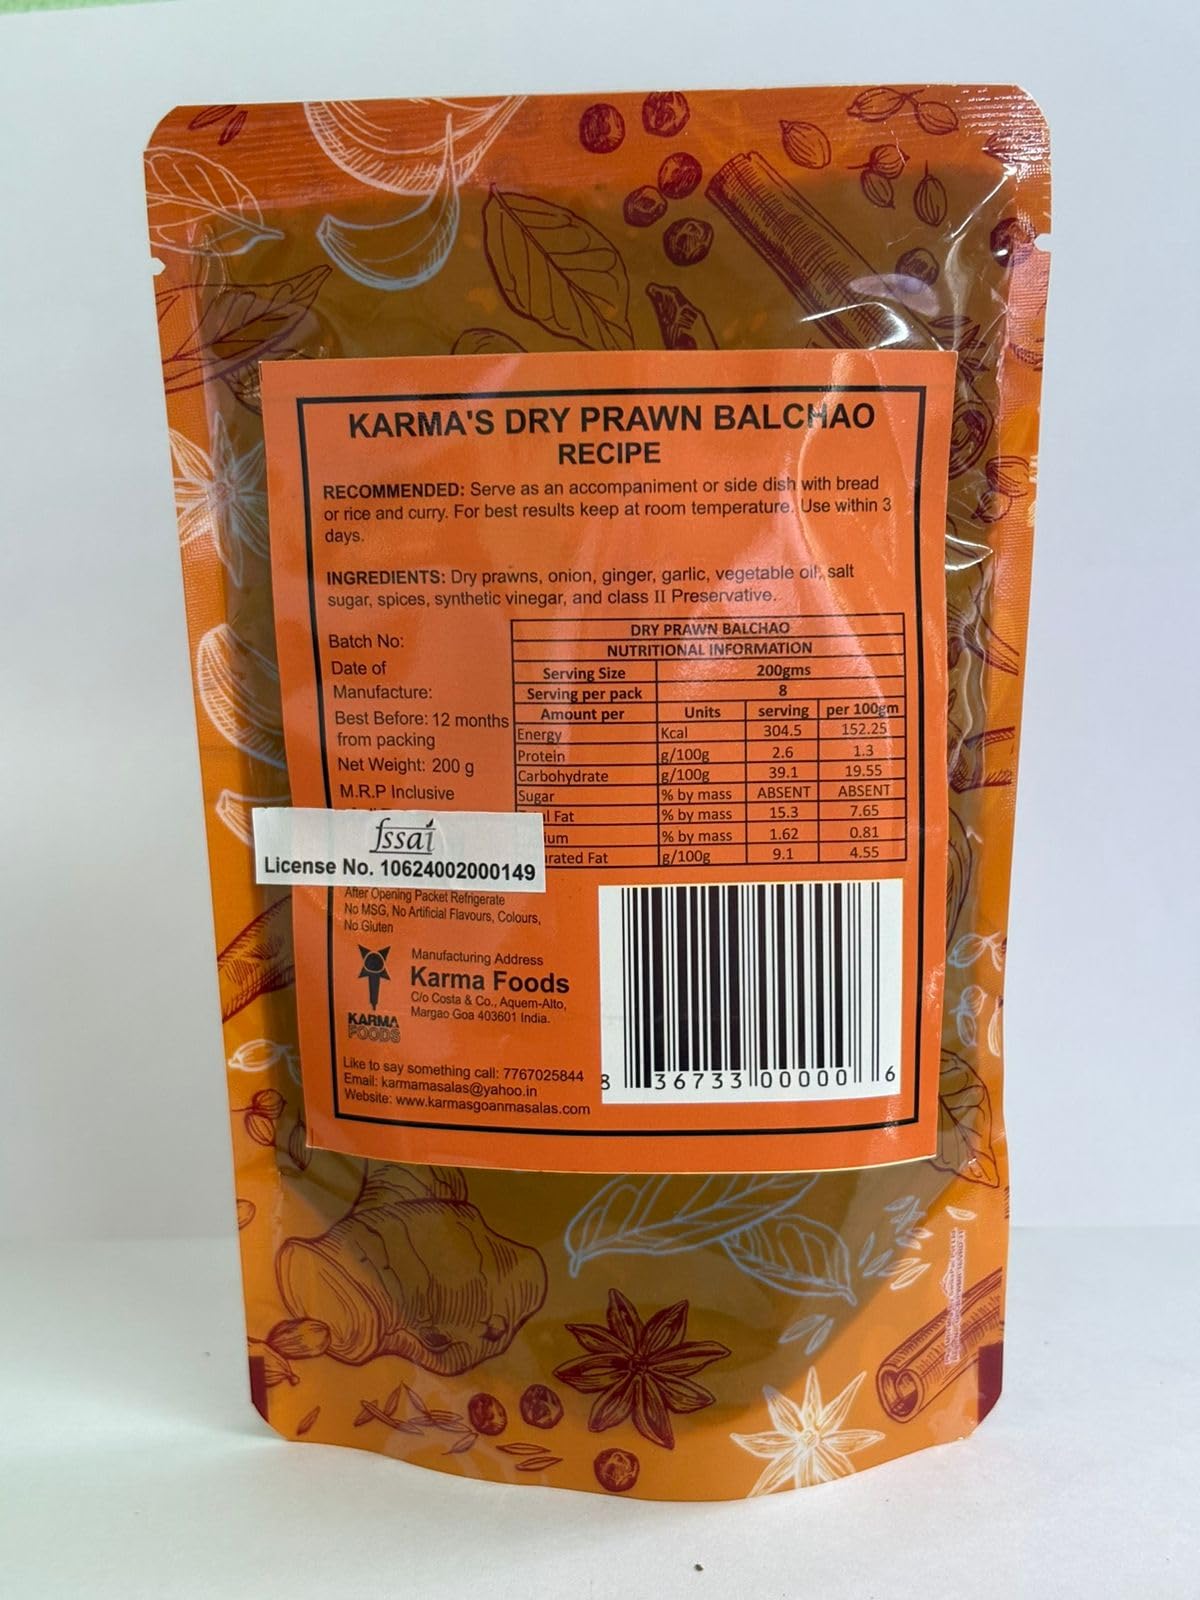 KARMA'S DRY PRAWN BALCHAO
RECIPE
RECOMMENDED: Serve as an accompaniment or side dish with bread
or rice and curry. For best results keep at room temperature. Use within 3
days.
INGREDIENTS: Dry prawns, onion, ginger, garlic, vegetable oil, salt
sugar, spices, synthetic vinegar, and class II Preservative.
Batch No:
Date of
Manufacture:
Best Before: 12 months
from packing
Net Weight: 200 g
M.R.P Inclusive
fssai
License No. 10624002000149
After Opening Packet Refrigerate
No MSG, No Artificial Flavours, Colours,
No Gluten
DRY PRAWN BALCHAO
NUTRITIONAL INFORMATION
Serving Size 200gms
Serving per pack 8
Amount per Units serving per 100gm
Energy Kcal 304.5 152.25
Protein g/100g 2.6 1.3
Carbohydrate g/100g 39.1 19.55
Sugar % by mass ABSENT ABSENT
Fat % by mass 15.3 7.65
% by mass 1.62 0.81
Fat g/100g 9.1 4.55
KARMA
FOODS
Manufacturing Address
Karma Foods
C/o Costa & Co., Aquem-Alto,
Margao Goa 403601 India.
Like to say something call: 7767025844
Email: karmamasalas@yahoo.in
Website: www.karmasgoanmasalas.com
8 36733 00000 6